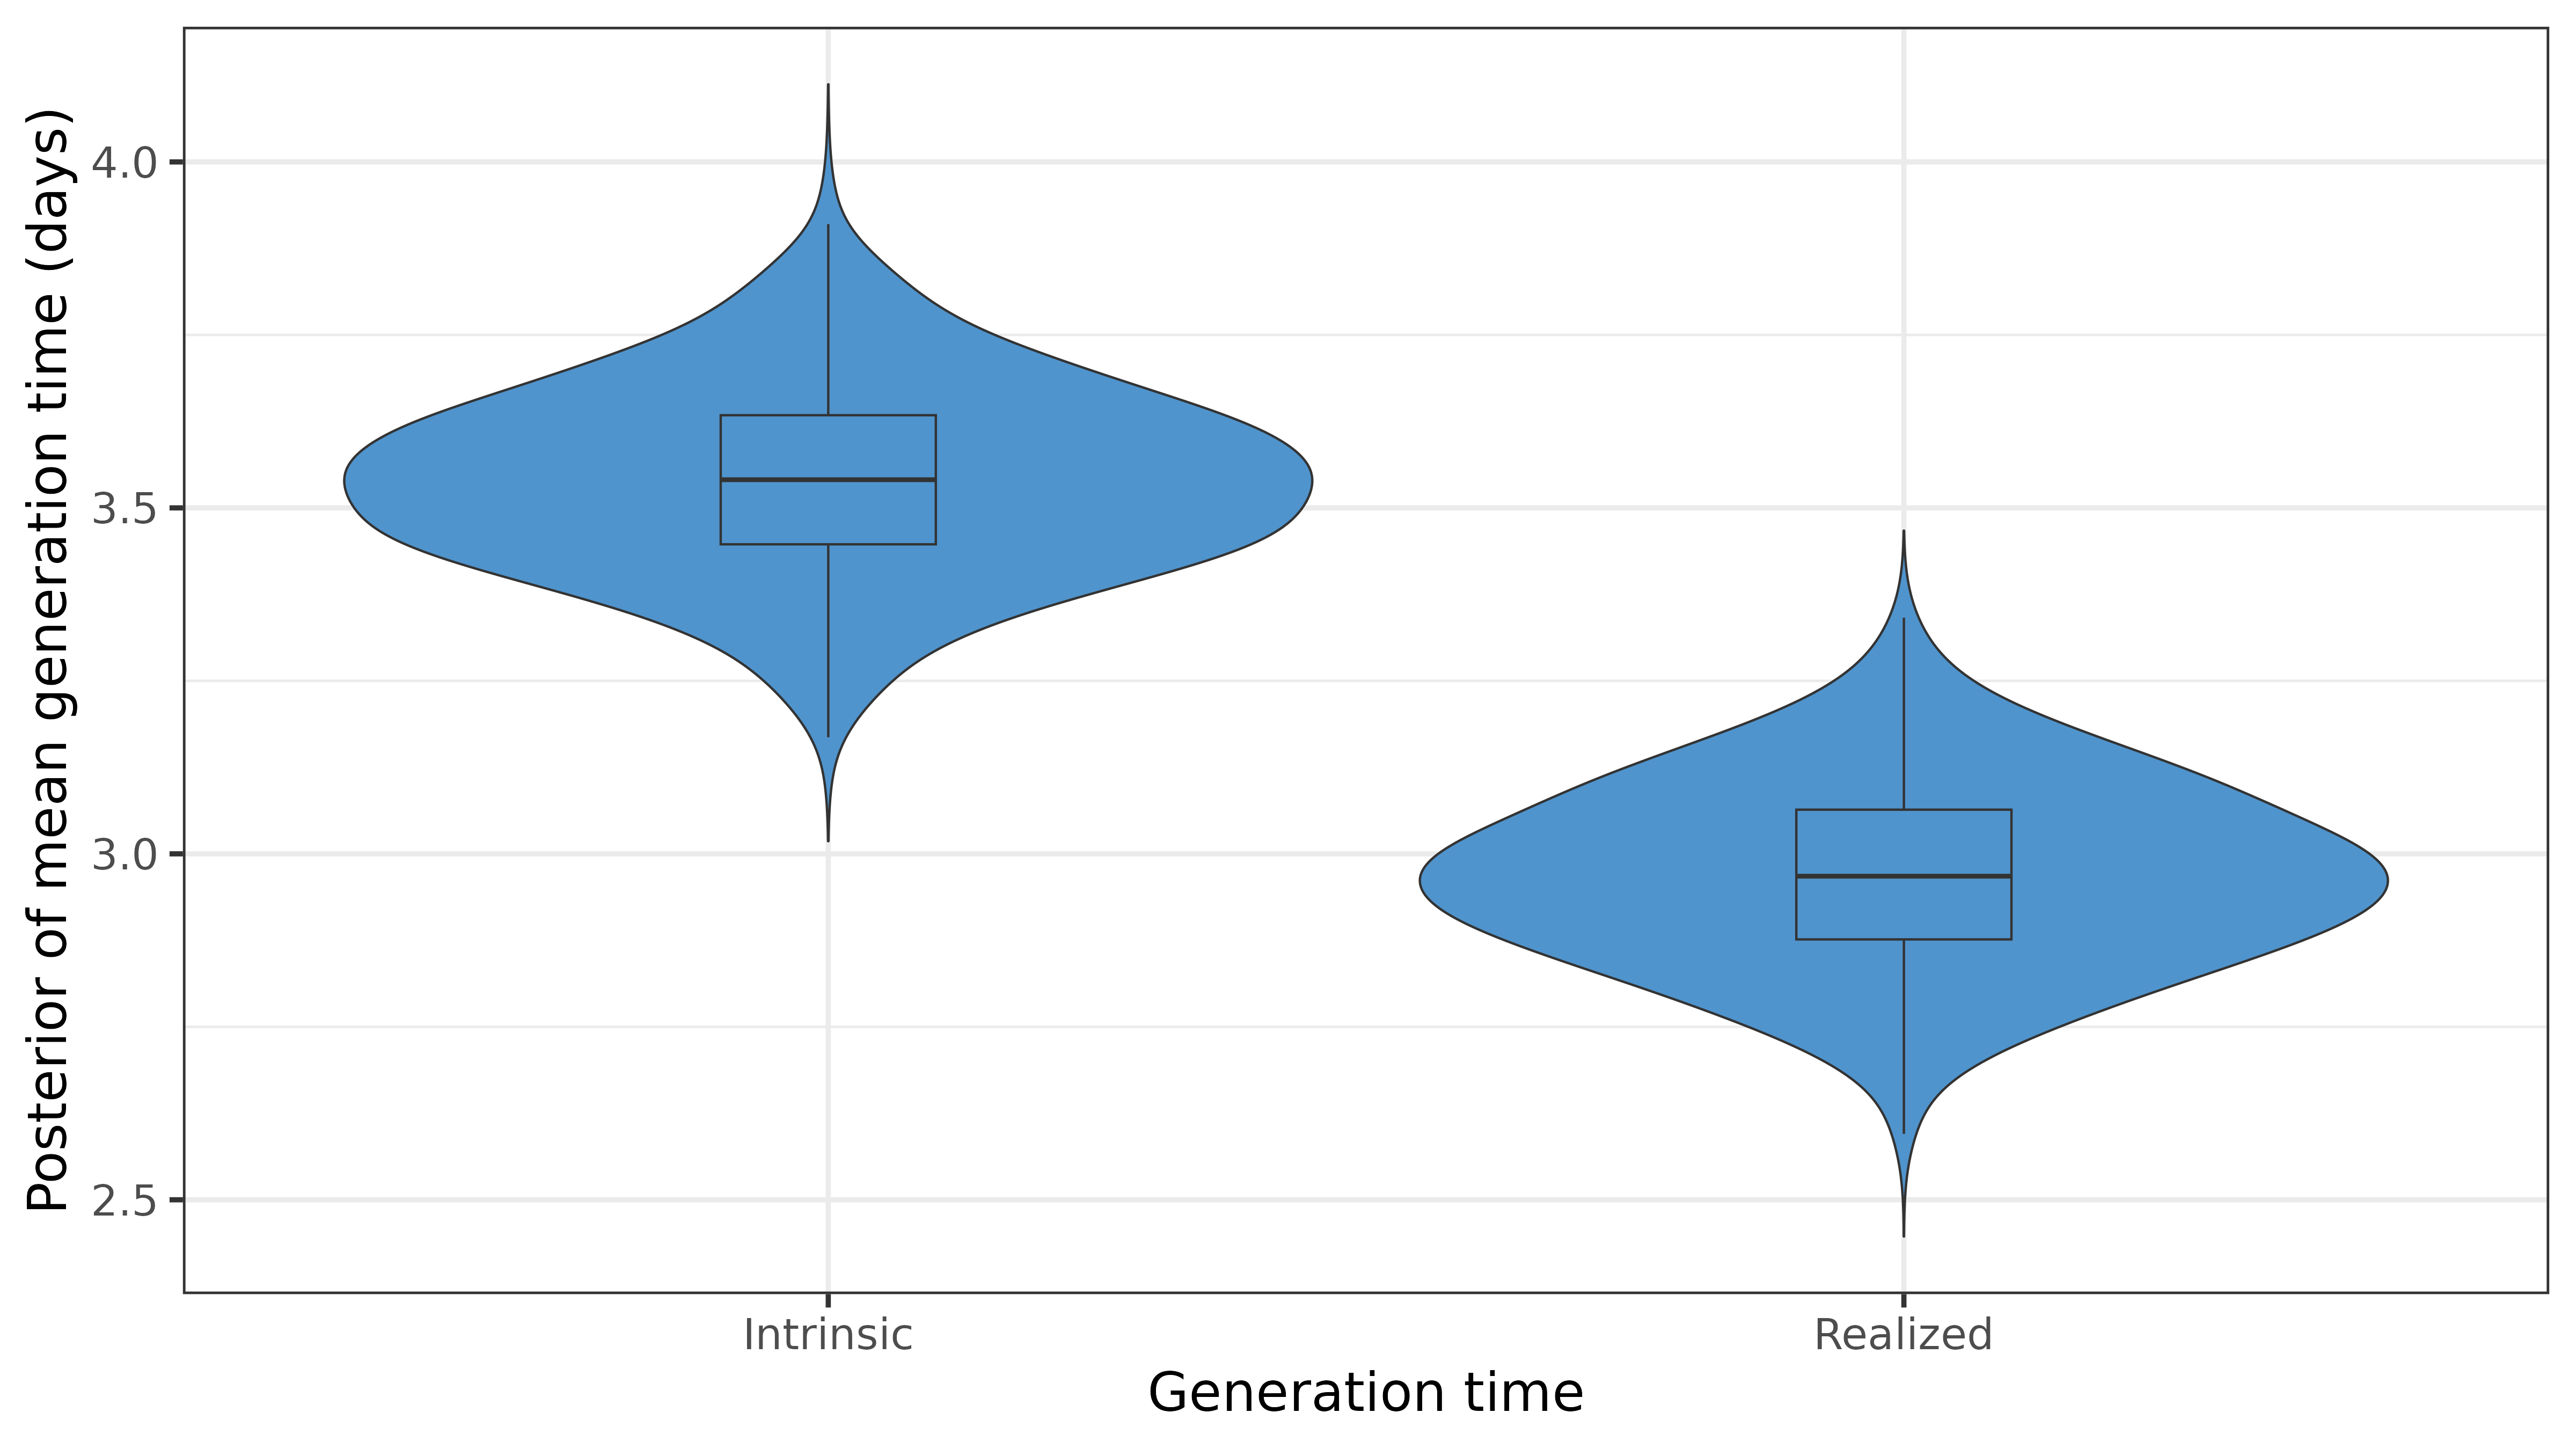 Posterior of mean generation time (days)
4.0
3.5
3.0
2.5
Intrinsic
Realized
Generation time